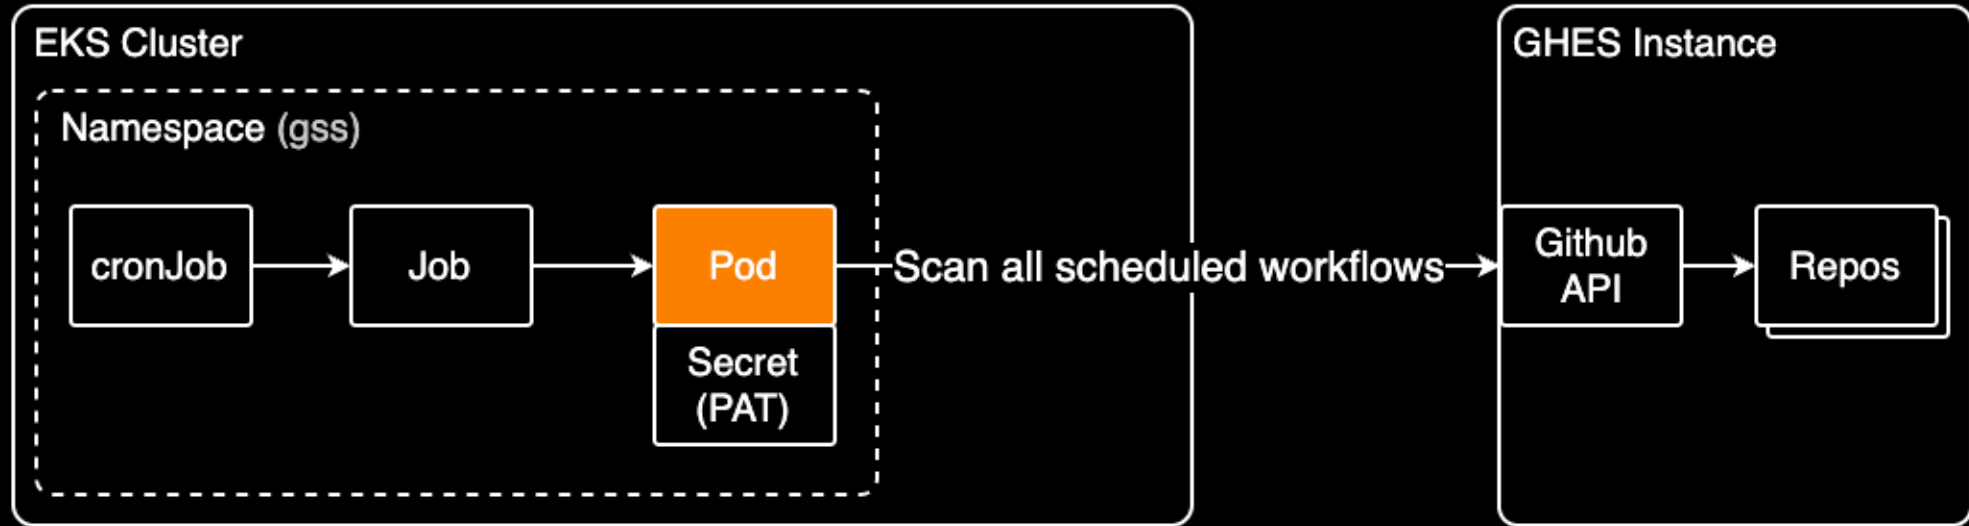 EKS Cluster
GHES Instance
Namespace (gss)
cronJob
Job
Pod
Scan all scheduled workflows
Github
API
Repos
Secret
(PAT)